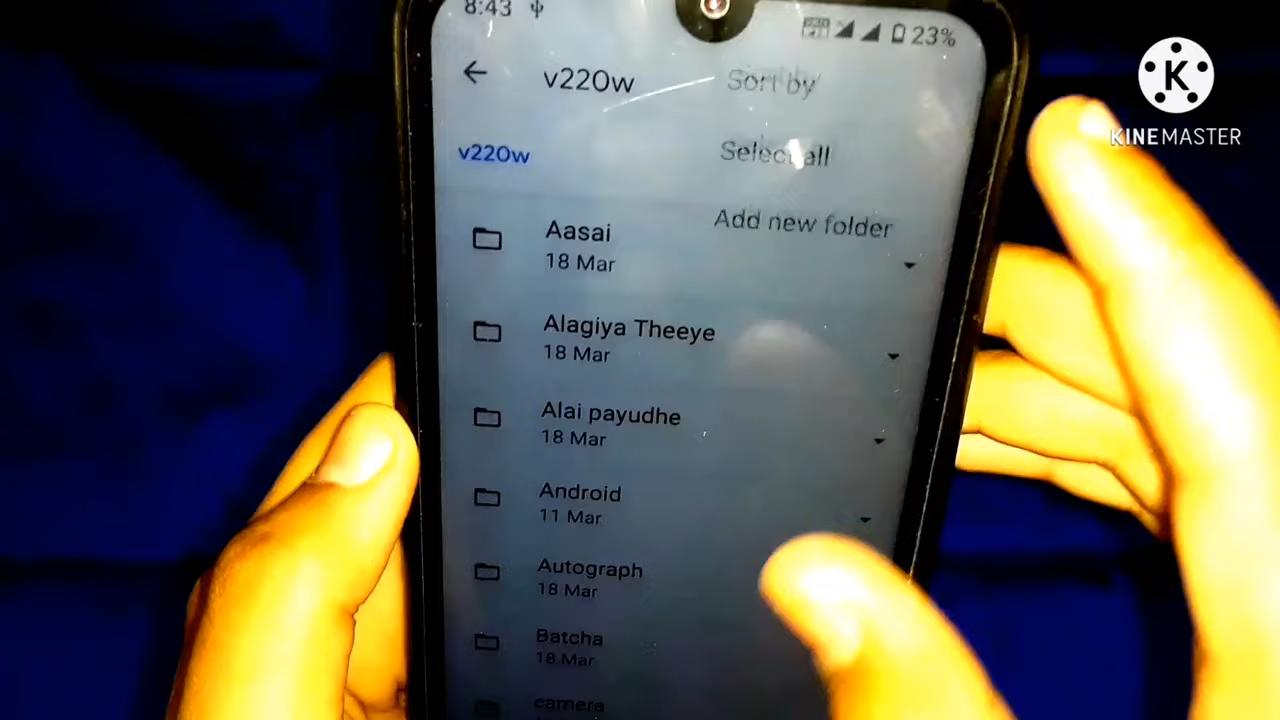 8:43
23%
v220w
Sort by
v220w
Select all
Add new folder
Aasai
18 Mar
Alagiya Theeye
18 Mar
Alai payudhe
18 Mar
Android
11 Mar
Autograph
18 Mar
Batcha
18 Mar
camera
K
KINEMASTER